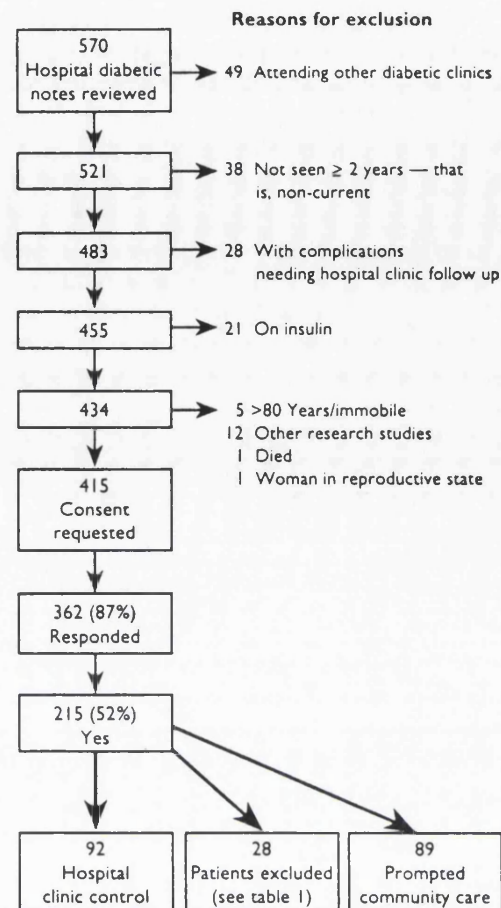 Reasons for exclusion
570
Hospital diabetic
notes reviewed
49 Attending other diabetic clinics
521
38 Not seen ≥ 2 years — that
is, non-current
483
28 With complications
needing hospital clinic follow up
455
21 On insulin
434
5 >80 Years/immobile
12 Other research studies
1 Died
1 Woman in reproductive state
415
Consent
requested
362 (87%)
Responded
215 (52%)
Yes
92
Hospital
clinic control
28
Patients excluded
(see table 1)
89
Prompted
community care